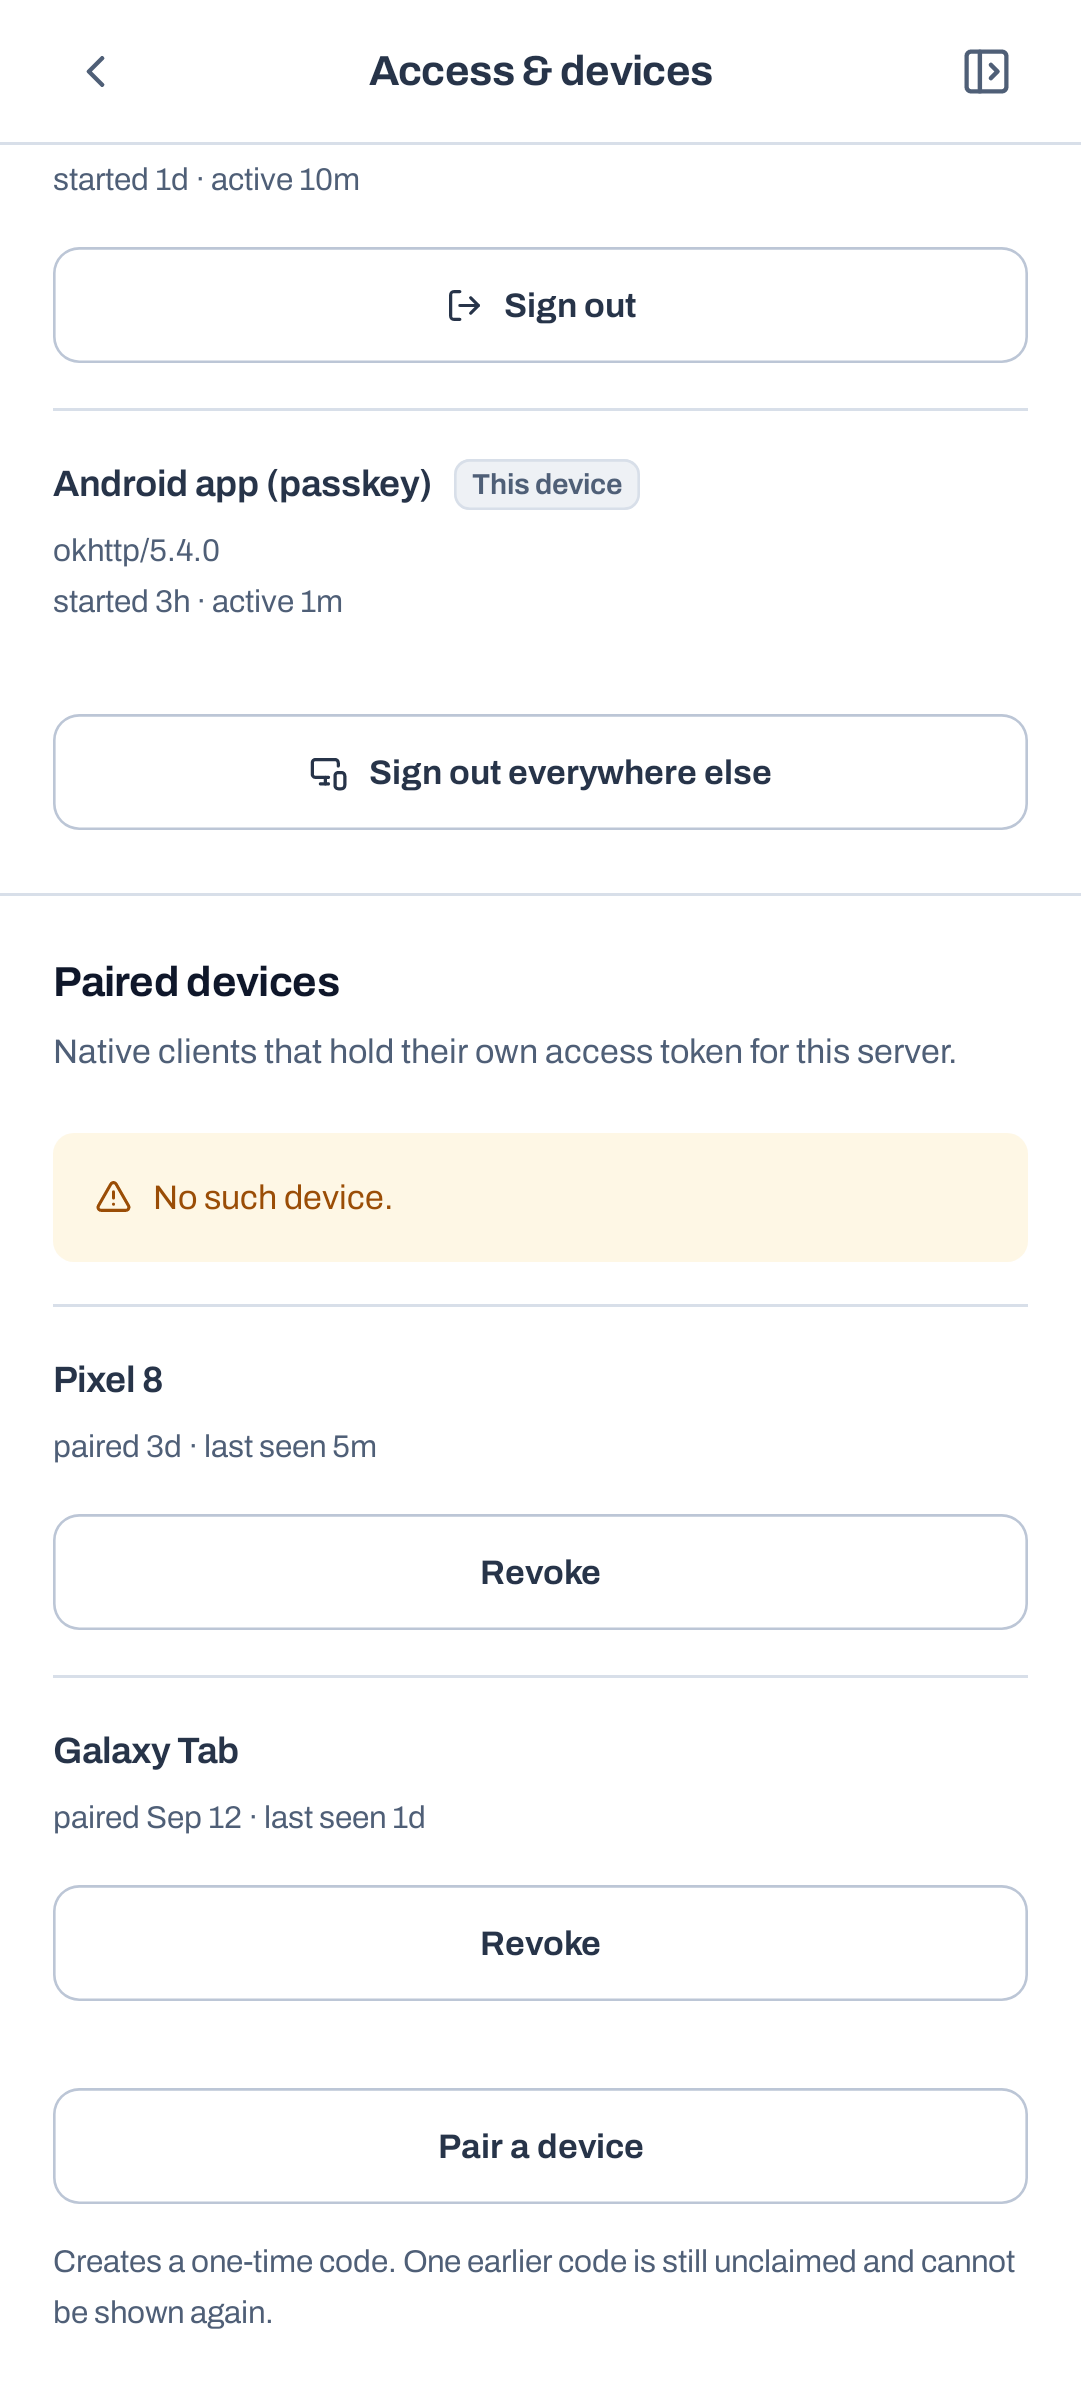 Access & devices
started 1d · active 10m
Sign out
Android app (passkey) This device
okhttp/5.4.0
started 3h · active 1m
Sign out everywhere else
Paired devices
Native clients that hold their own access token for this server.
No such device.
Pixel 8
paired 3d · last seen 5m
Revoke
Galaxy Tab
paired Sep 12 · last seen 1d
Revoke
Pair a device
Creates a one-time code. One earlier code is still unclaimed and cannot
be shown again.